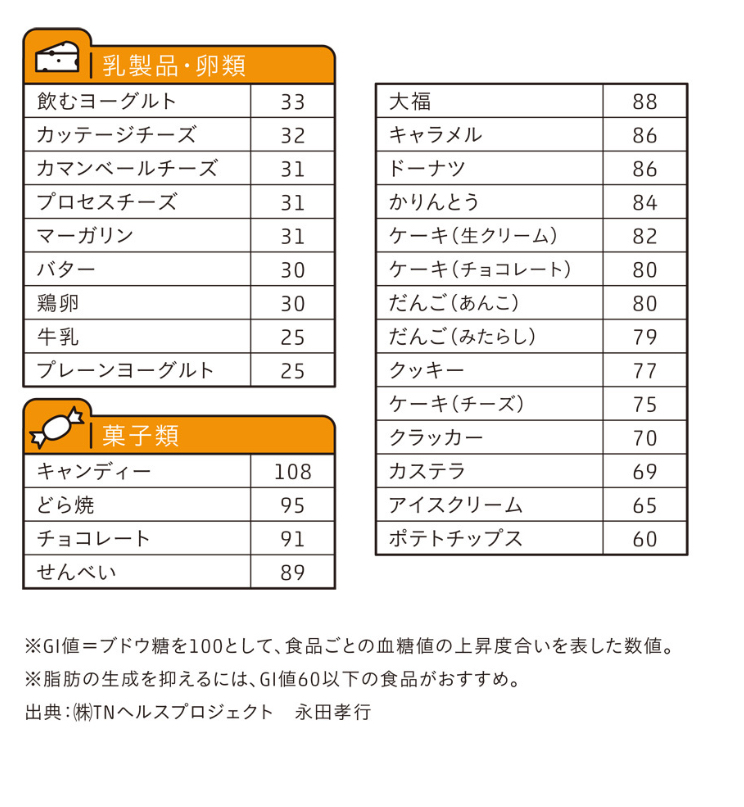 乳製品・卵類
飲むヨーグルト 33
カッテージチーズ 32
カマンベールチーズ 31
プロセスチーズ 31
マーガリン 31
バター 30
鶏卵 30
牛乳 25
プレーンヨーグルト 25
菓子類
キャンディー 108
どら焼 95
チョコレート 91
せんべい 89
大福 88
キャラメル 86
ドーナツ 86
かりんとう 84
ケーキ(生クリーム) 82
ケーキ(チョコレート) 80
だんご(あんこ) 80
だんご(みたらし) 79
クッキー 77
ケーキ(チーズ) 75
クラッカー 70
カステラ 69
アイスクリーム 65
ポテトチップス 60
※GI値=ブドウ糖を100として、食品ごとの血糖値の上昇度合いを表した数値。
※脂肪の生成を抑えるには、GI値60以下の食品がおすすめ。
出典:㈱TNヘルスプロジェクト 永田孝行